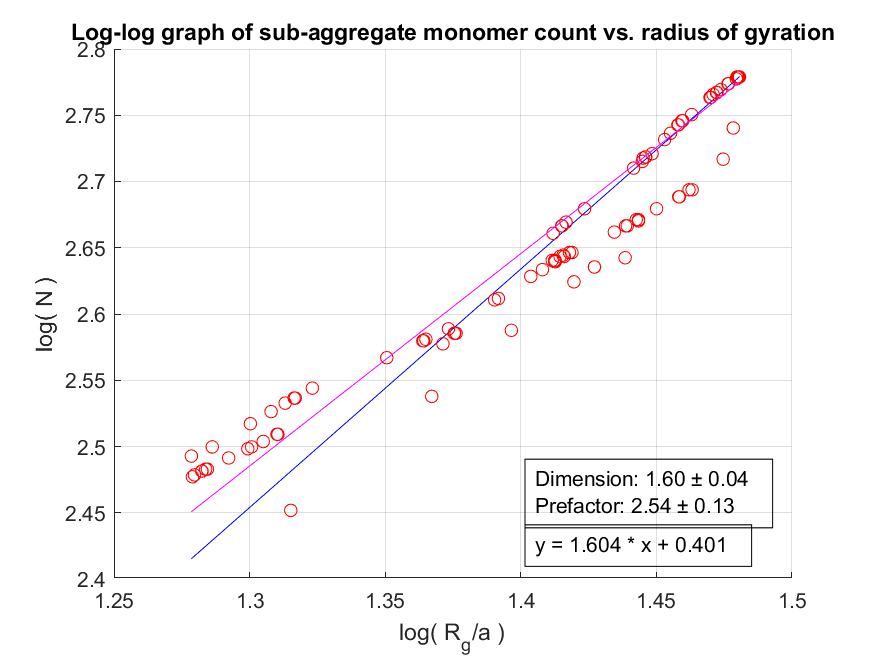 Log-log graph of sub-aggregate monomer count vs. radius of gyration
2.8
2.75
2.7
2.65
2.6
2.55
2.5
2.45
2.4
log( N )
Dimension: 1.60 ± 0.04
Prefactor: 2.54 ± 0.13
y = 1.604 * x + 0.401
1.25 1.3 1.35 1.4 1.45 1.5
log( R_g/a )